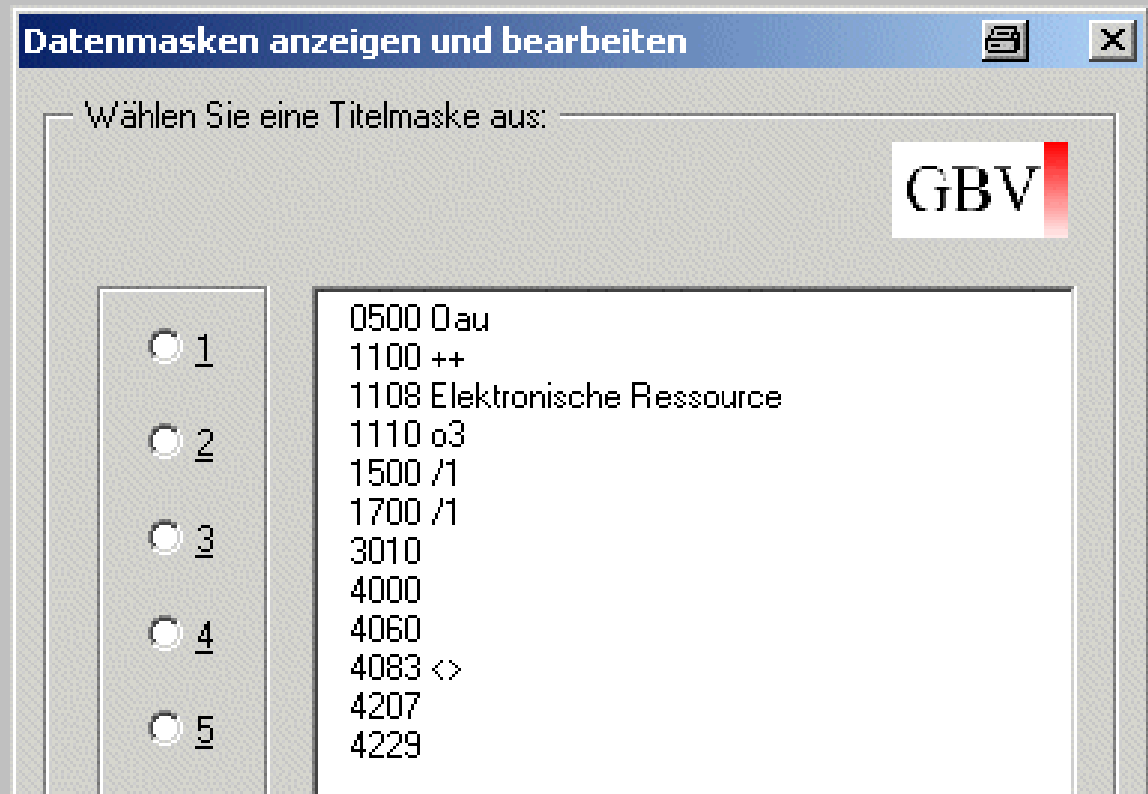 Datenmasken anzeigen und bearbeiten
Wählen Sie eine Titelmaske aus:
GBV
1
2
3
4
5
0500 Oau
1100 ++
1108 Elektronische Ressource
1110 o3
1500 /1
1700 /1
3010
4000
4060
4083 <>
4207
4229